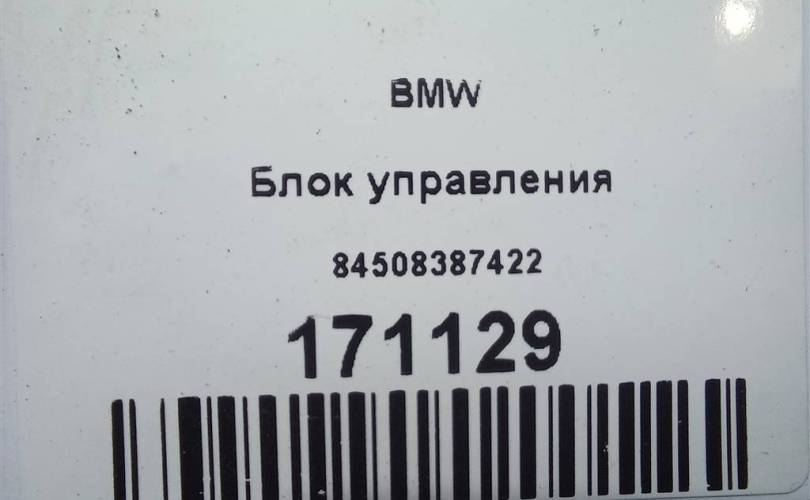 BMW
Блок управления
84508387422
171129